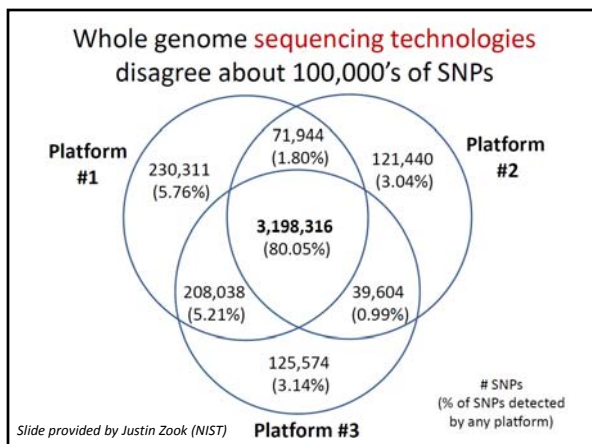 Whole genome sequencing technologies
disagree about 100,000's of SNPs
Platform
#1
230,311
(5.76%)
71,944
(1.80%)
121,440
(3.04%)
Platform
#2
3,198,316
(80.05%)
208,038
(5.21%)
39,604
(0.99%)
125,574
(3.14%)
# SNPs
(% of SNPs detected
by any platform)
Slide provided by Justin Zook (NIST)
Platform #3